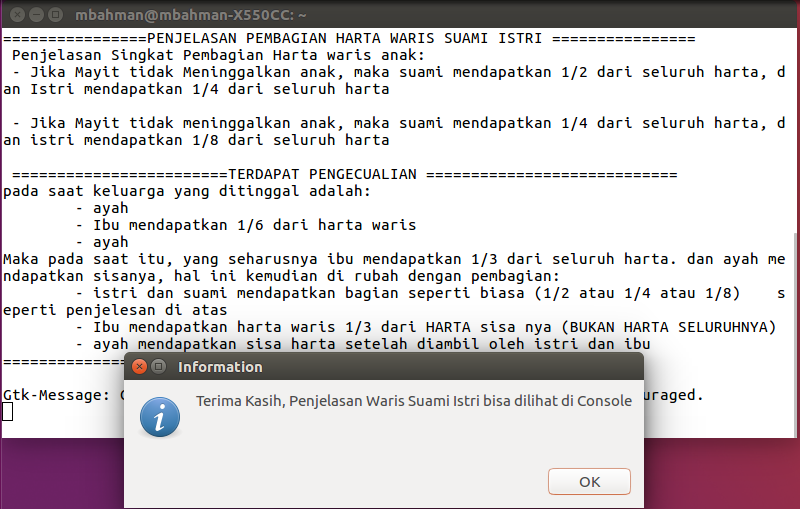 mbahman@mbahman-X550CC: ~
================PENJELASAN PEMBAGIAN HARTA WARIS SUAMI ISTRI ================
Penjelasan Singkat Pembagian Harta waris anak:
- Jika Mayit tidak Meninggalkan anak, maka suami mendapatkan 1/2 dari seluruh harta, d
an Istri mendapatkan 1/4 dari seluruh harta
- Jika Mayit tidak meninggalkan anak, maka suami mendapatkan 1/4 dari seluruh harta, d
an istri mendapatkan 1/8 dari seluruh harta
========================TERDAPAT PENGECUALIAN ============================
pada saat keluarga yang ditinggal adalah:
- ayah
- Ibu mendapatkan 1/6 dari harta waris
- ayah
Maka pada saat itu, yang seharusnya ibu mendapatkan 1/3 dari seluruh harta. dan ayah me
ndapatkan sisanya, hal ini kemudian di rubah dengan pembagian:
- istri dan suami mendapatkan bagian seperti biasa (1/2 atau 1/4 atau 1/8)    s
eperti penjelesan di atas
- Ibu mendapatkan harta waris 1/3 dari HARTA sisa nya (BUKAN HARTA SELURUHNYA)
- ayah mendapatkan sisa harta setelah diambil oleh istri dan ibu
==============
Gtk-Message: uraged.
Information
Terima Kasih, Penjelasan Waris Suami Istri bisa dilihat di Console
OK